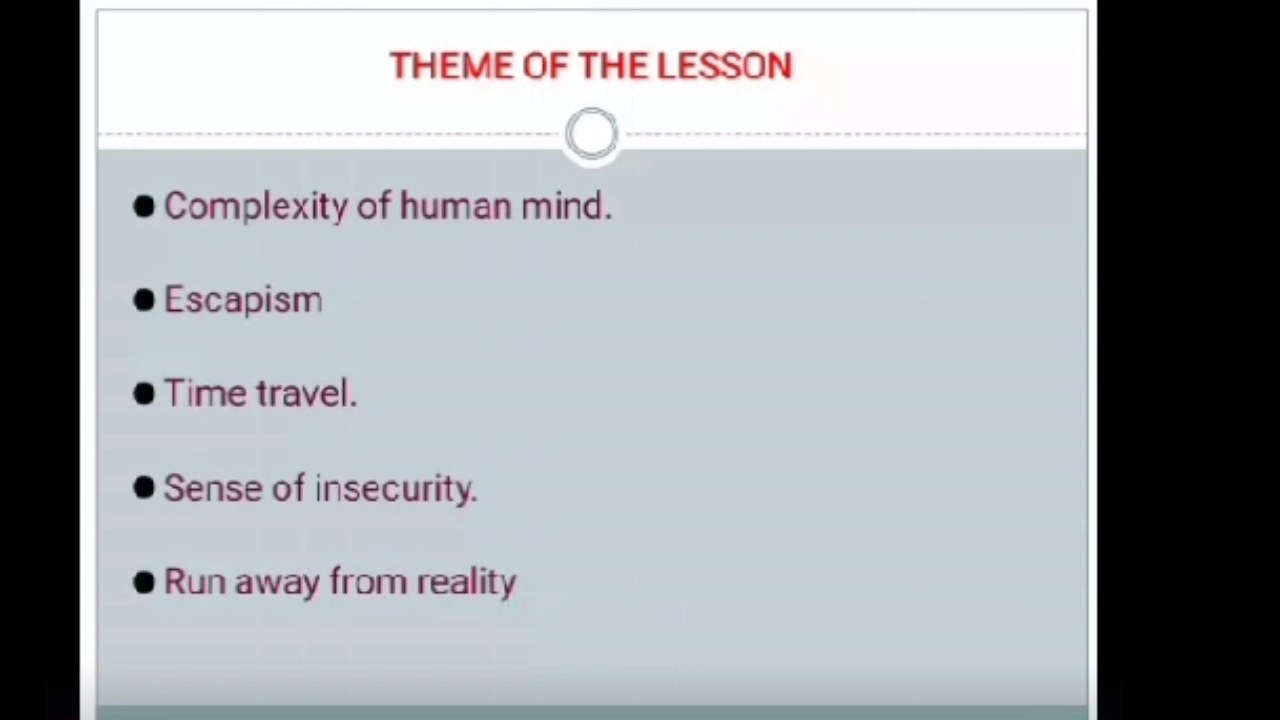 THEME OF THE LESSON
Complexity of human mind.
Escapism
Time travel.
Sense of insecurity.
Run away from reality